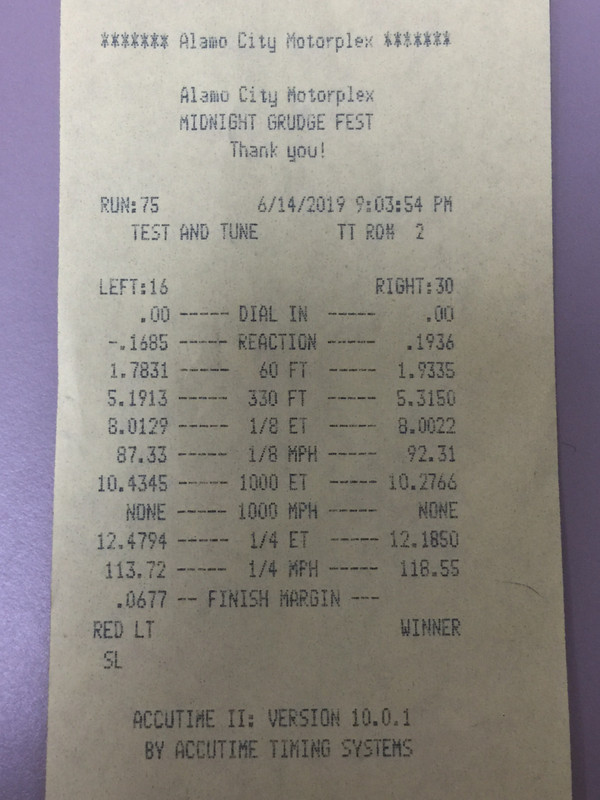 ******* Alamo City Motorplex *******
Alamo City Motorplex
MIDNIGHT GRUDGE FEST
Thank you!
RUN:75 6/14/2019 9:03:54 PM
TEST AND TUNE TT RD# 2
LEFT:16 RIGHT:30
.00 ----- DIAL IN ----- .00
-.1685 ----- REACTION ----- .1936
1.7831 ----- 60 FT ----- 1.9335
5.1913 ----- 330 FT ----- 5.3150
8.0129 ----- 1/8 ET ----- 8.0022
87.33 ----- 1/8 MPH ----- 92.31
10.4345 ----- 1000 ET ----- 10.2766
NONE ----- 1000 MPH ----- NONE
12.4794 ----- 1/4 ET ----- 12.1850
113.72 ----- 1/4 MPH ----- 118.55
.0677 -- FINISH MARGIN ---
RED LT WINNER
SL
ACCUTIME II: VERSION 10.0.1
BY ACCUTIME TIMING SYSTEMS